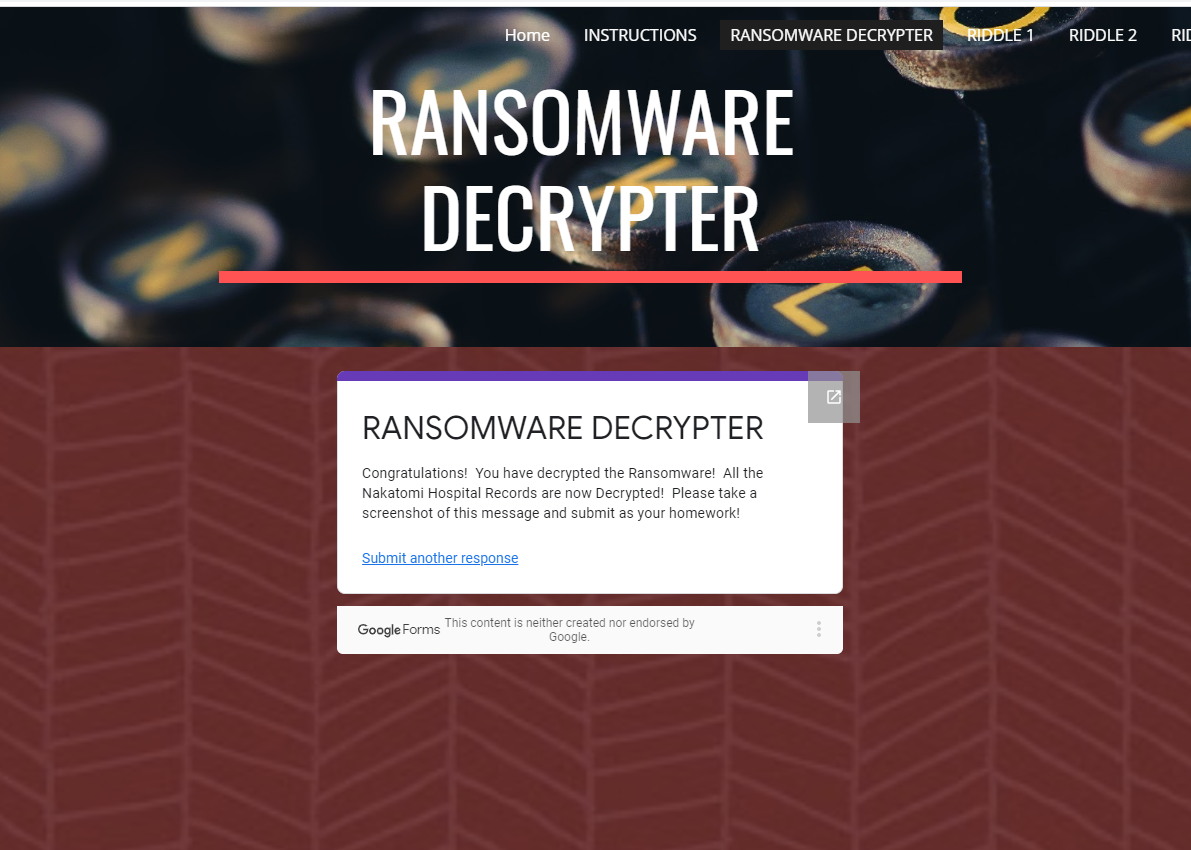 Home INSTRUCTIONS RANSOMWARE DECRYPTER RIDDLE 1 RIDDLE 2 RID
RANSOMWARE
DECRYPTER
RANSOMWARE DECRYPTER
Congratulations! You have decrypted the Ransomware! All the
Nakatomi Hospital Records are now Decrypted! Please take a
screenshot of this message and submit as your homework!
Submit another response
Google Forms This content is neither created nor endorsed by
Google.